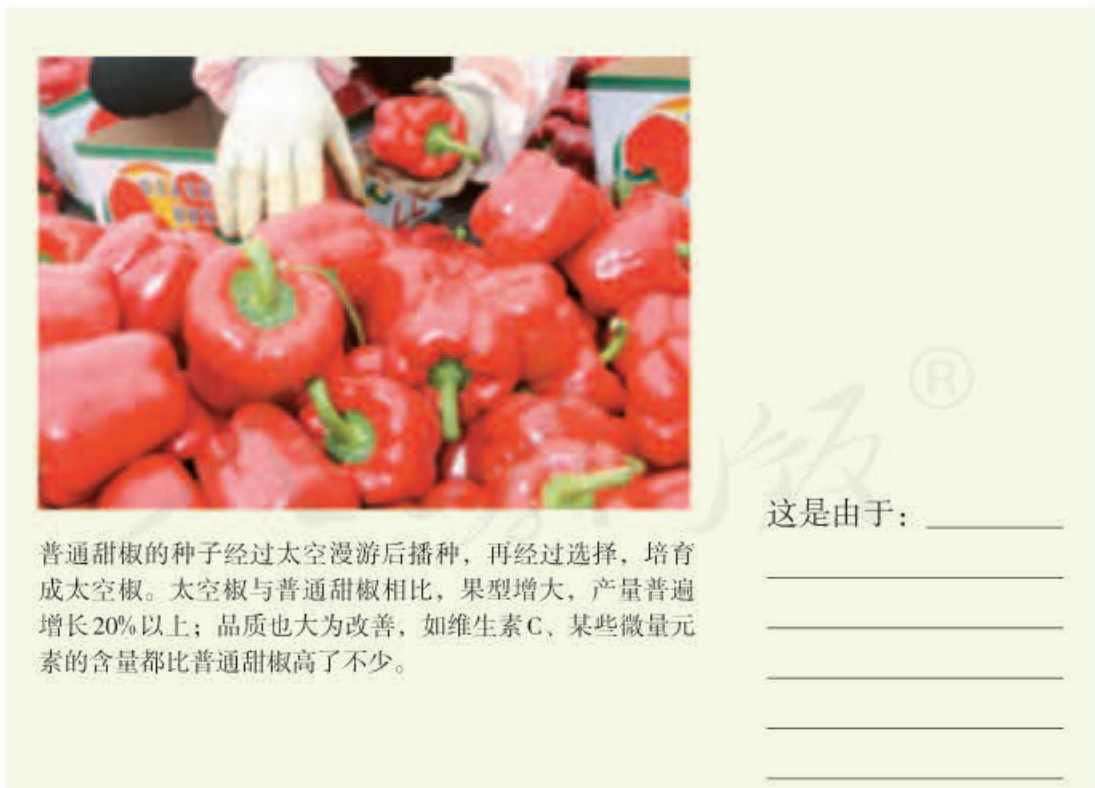 普通甜椒的种子经过太空漫游后播种，再经过选择，培育
成太空椒。太空椒与普通甜椒相比，果型增大，产量普遍
增长20%以上；品质也大为改善，如维生素C、某些微量元
素的含量都比普通甜椒高了不少。
这是由于：
®